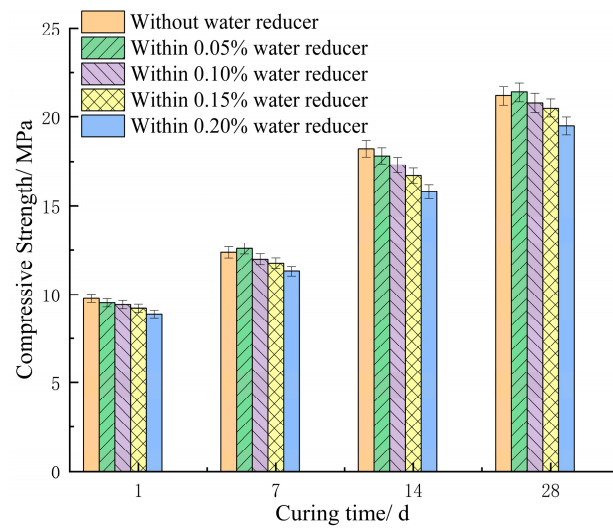 Without water reducer
Within 0.05% water reducer
Within 0.10% water reducer
Within 0.15% water reducer
Within 0.20% water reducer
Compressive Strength/ MPa
25
20
15
10
5
0
1 7 14 28
Curing time/ d